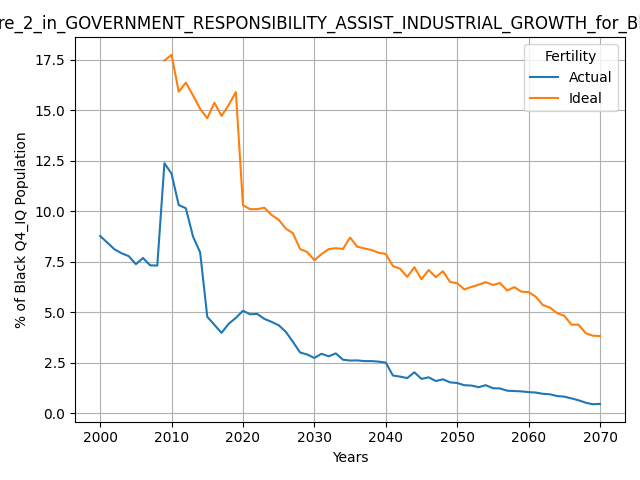 re_2_in_GOVERNMENT_RESPONSIBILITY_ASSIST_INDUSTRIAL_GROWTH_for_Bl
Fertility
Actual
Ideal
% of Black Q4_IQ Population
17.5
15.0
12.5
10.0
7.5
5.0
2.5
0.0
2000 2010 2020 2030 2040 2050 2060 2070
Years